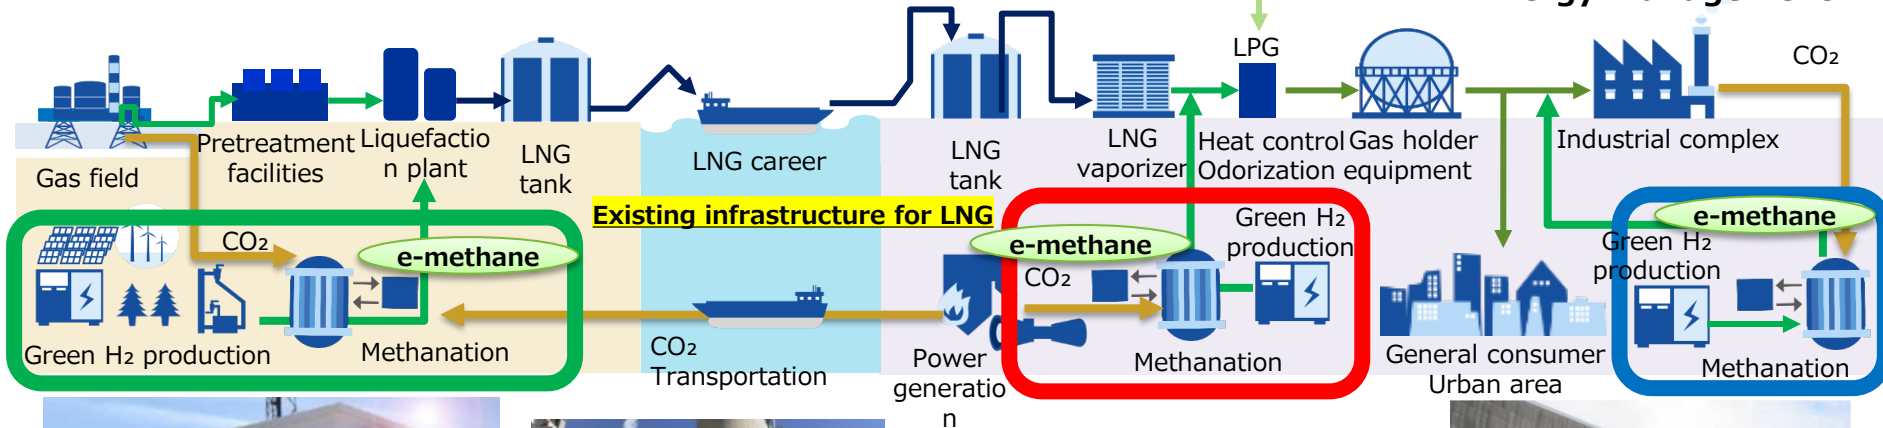 LPG
CO₂
Gas field
Pretreatment
facilities
Liquefactio
n plant
LNG
tank
LNG career
LNG
tank
LNG
vaporizer
Heat control
Odorization equipment
Gas holder
Industrial complex
Existing infrastructure for LNG
CO₂
e-methane
Green H₂ production
Methanation
CO₂
Transportation
Power
generatio
n
e-methane
CO₂
Green H₂
production
Methanation
General consumer
Urban area
e-methane
Green H₂
production
Methanation